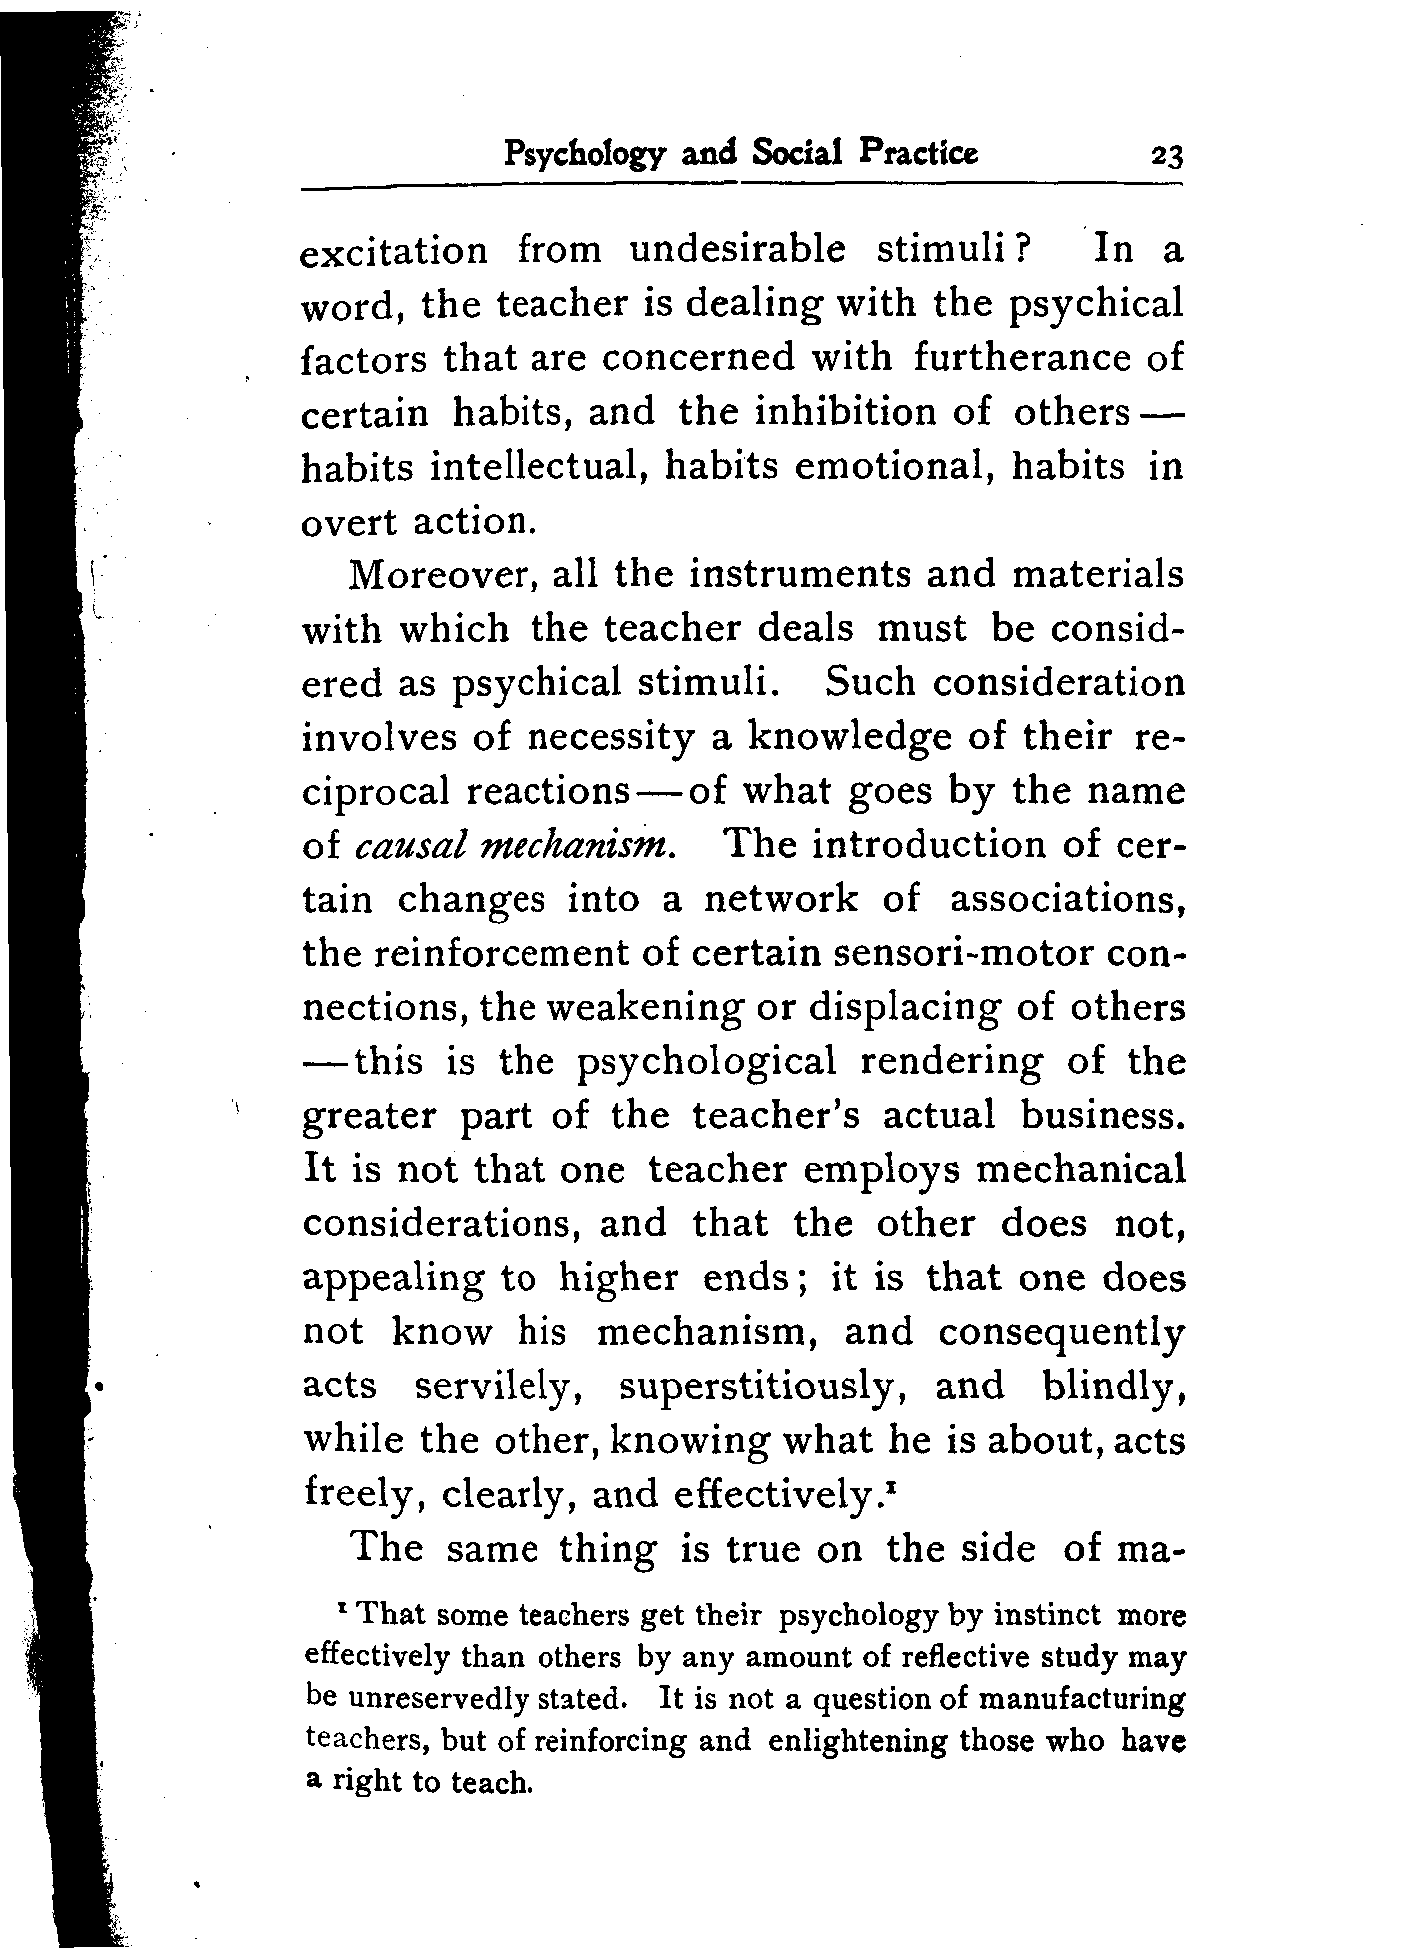 Psychology and Social Practice 23
excitation from undesirable stimuli? In a
word, the teacher is dealing with the psychical
factors that are concerned with furtherance of
certain habits, and the inhibition of others—
habits intellectual, habits emotional, habits in
overt action.
Moreover, all the instruments and materials
with which the teacher deals must be consid-
ered as psychical stimuli. Such consideration
involves of necessity a knowledge of their re-
ciprocal reactions—of what goes by the name
of causal mechanism. The introduction of cer-
tain changes into a network of associations,
the reinforcement of certain sensori-motor con-
nections, the weakening or displacing of others
—this is the psychological rendering of the
greater part of the teacher's actual business.
It is not that one teacher employs mechanical
considerations, and that the other does not,
appealing to higher ends; it is that one does
not know his mechanism, and consequently
acts servilely, superstitiously, and blindly,
while the other, knowing what he is about, acts
freely, clearly, and effectively.¹
The same thing is true on the side of ma-
¹ That some teachers get their psychology by instinct more
effectively than others by any amount of reflective study may
be unreservedly stated. It is not a question of manufacturing
teachers, but of reinforcing and enlightening those who have
a right to teach.